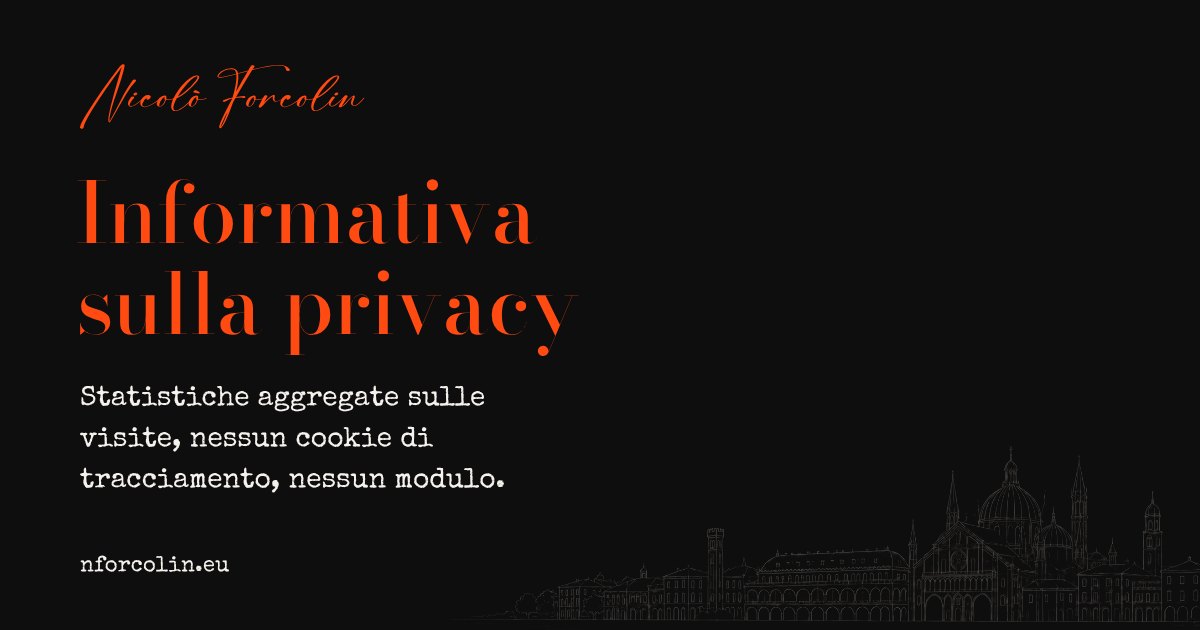 Nicolò Forcolin
Informativa
sulla privacy
Statistiche aggregate sulle
visite, nessun cookie di
tracciamento, nessun modulo.
nforcolin.eu